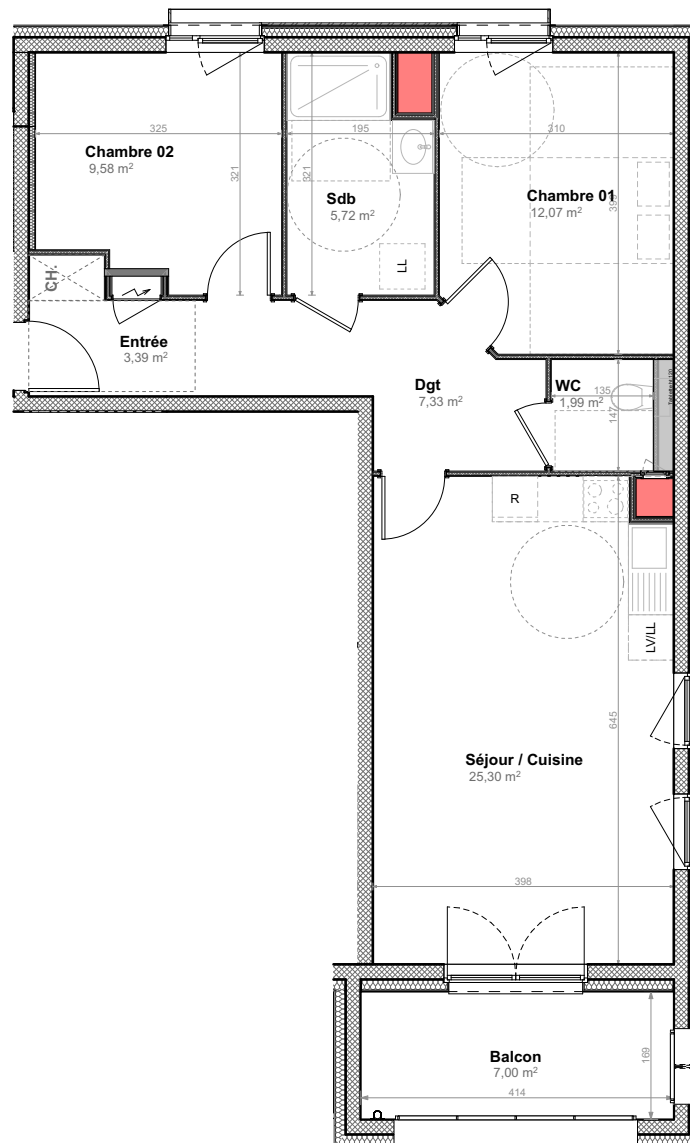 325
195
310
Chambre 02
9,58 m²
321
321
Sdb
5,72 m²
Chambre 01
12,07 m²
LL
CH.
Entrée
3,39 m²
Dgt
7,33 m²
WC
1,99 m²
135
147
R
LV/LL
645
Séjour / Cuisine
25,30 m²
398
Balcon
7,00 m²
169
414